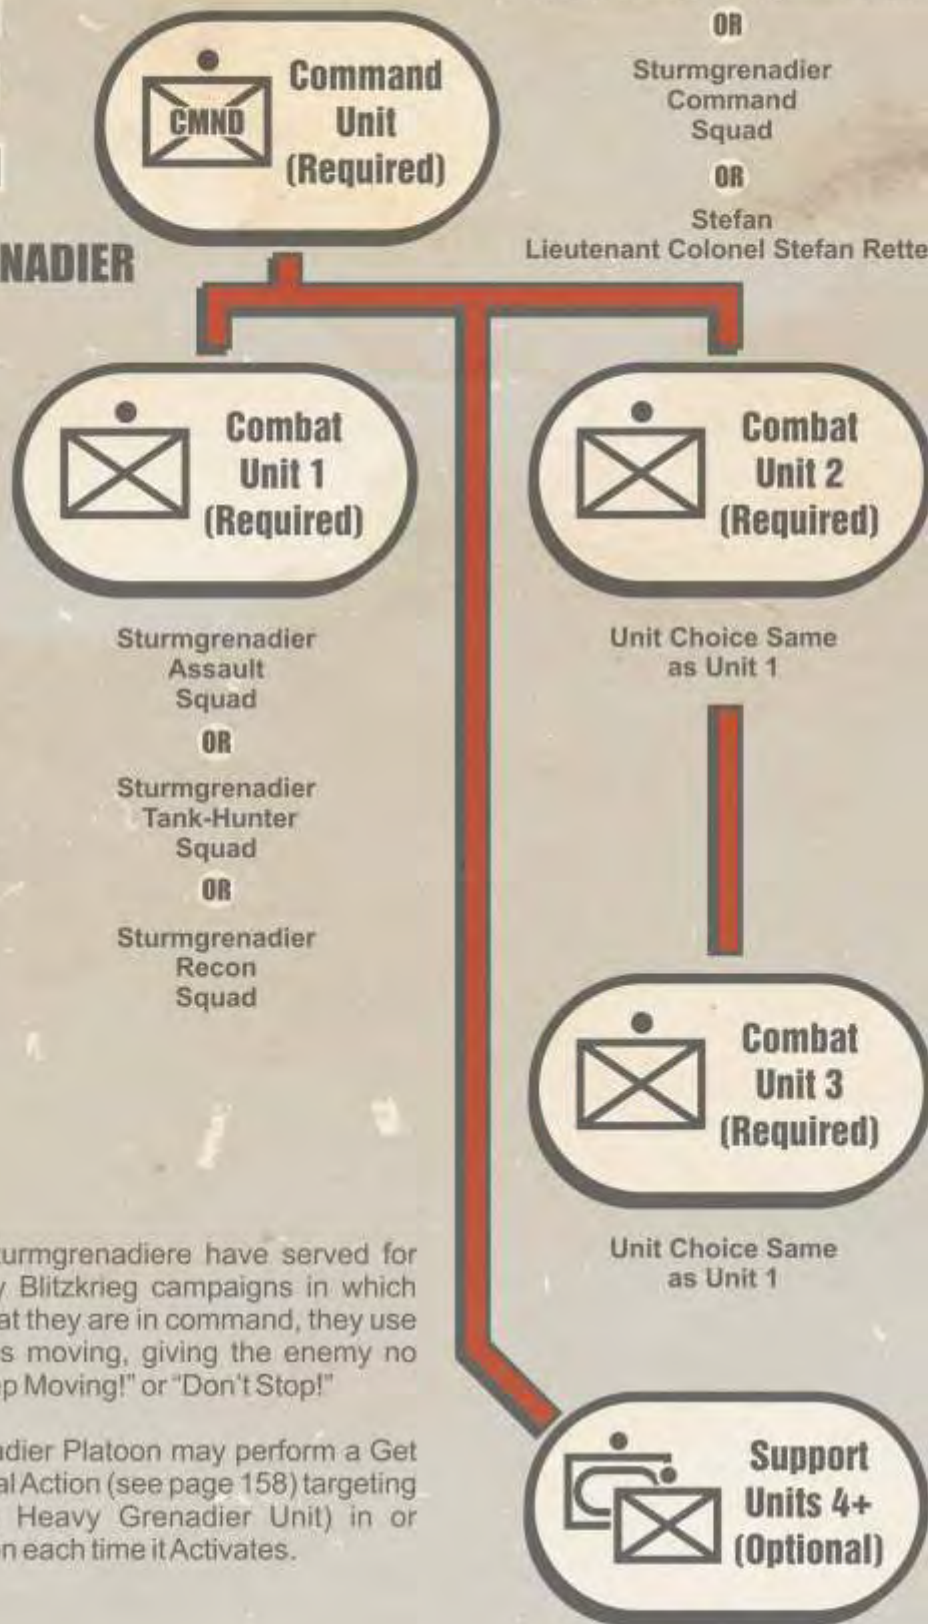 OR
Sturmgrenadier
Command
Squad
OR
Stefan
Lieutenant Colonel Stefan Rette
CMND
Command
Unit
(Required)
NADIER
Combat
Unit 1
(Required)
Combat
Unit 2
(Required)
Sturmgrenadier
Assault
Squad
OR
Sturmgrenadier
Tank-Hunter
Squad
OR
Sturmgrenadier
Recon
Squad
Unit Choice Same
as Unit 1
Combat
Unit 3
(Required)
Unit Choice Same
as Unit 1
turmgrenadiere have served for
y Blitzkrieg campaigns in which
at they are in command, they use
s moving, giving the enemy no
p Moving!” or “Don't Stop!”
adier Platoon may perform a Get
al Action (see page 158) targeting
Heavy Grenadier Unit) in or
n each time it Activates.
Support
Units 4+
(Optional)